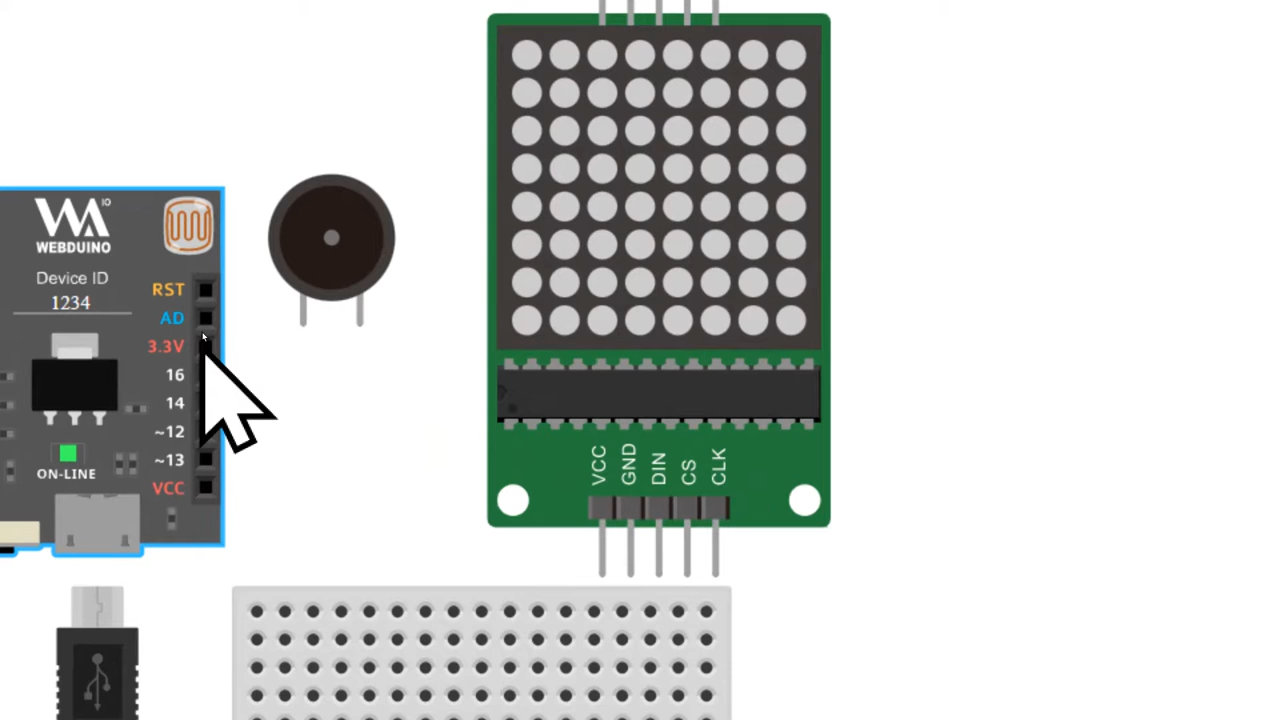 IO
WEBDUINO
Device ID
1234
RST
AD
3.3V
16
14
~12
~13
VCC
ON-LINE
VCC
GND
DIN
CS
CLK